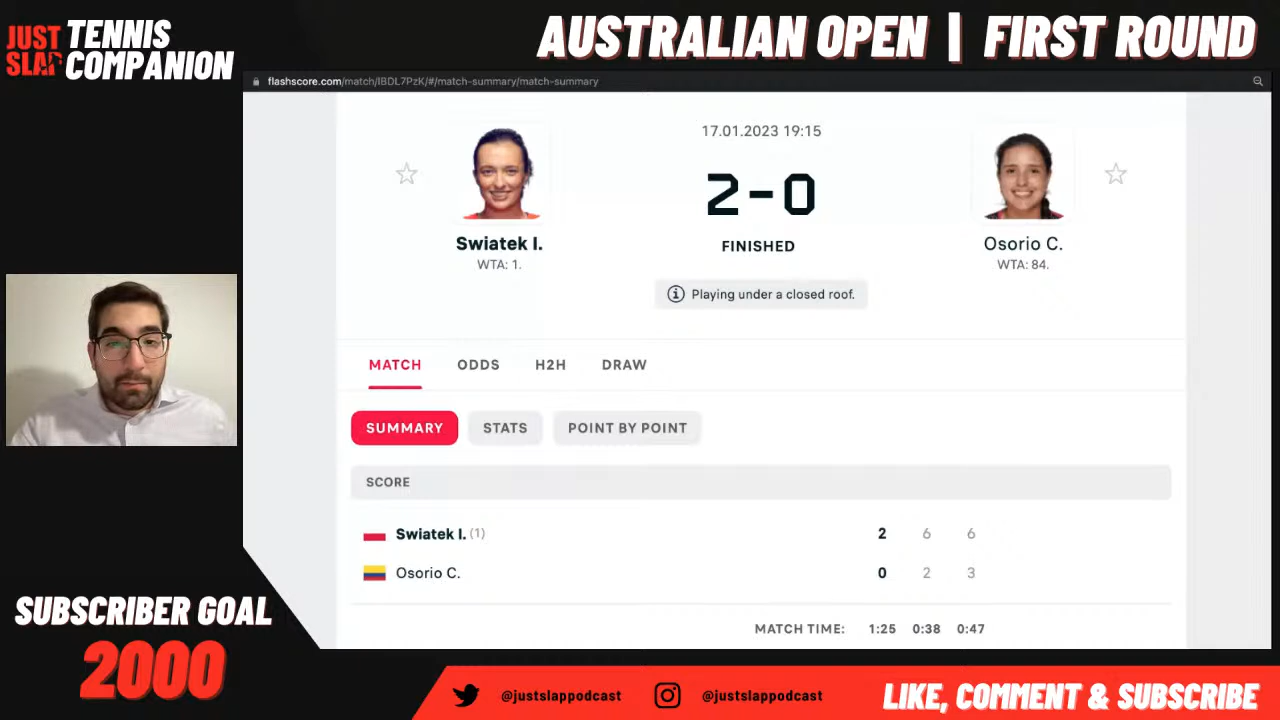 JUST SLAP
TENNIS COMPANION
AUSTRALIAN OPEN | FIRST ROUND
flashscore.com/match/IBDL7PzK/#/match-summary/match-summary
17.01.2023 19:15
2-0
FINISHED
Swiatek I.
WTA: 1.
Osorio C.
WTA: 84.
Playing under a closed roof.
MATCH ODDS H2H DRAW
SUMMARY STATS POINT BY POINT
SCORE
Swiatek I. (1) 2 6 6
Osorio C. 0 2 3
MATCH TIME: 1:25 0:38 0:47
SUBSCRIBER GOAL
2000
@justslappodcast @justslappodcast
LIKE, COMMENT & SUBSCRIBE